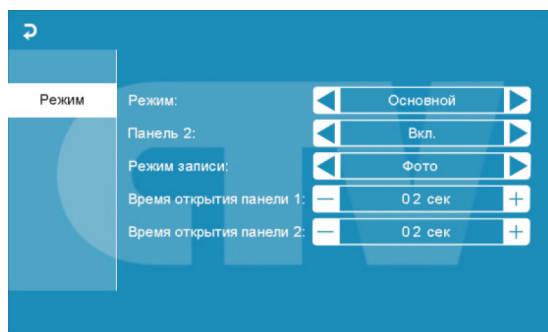 Режим
Режим: Основной
Панель 2: Вкл.
Режим записи: Фото
Время открытия панели 1: — 02 сек +
Время открытия панели 2: — 02 сек +